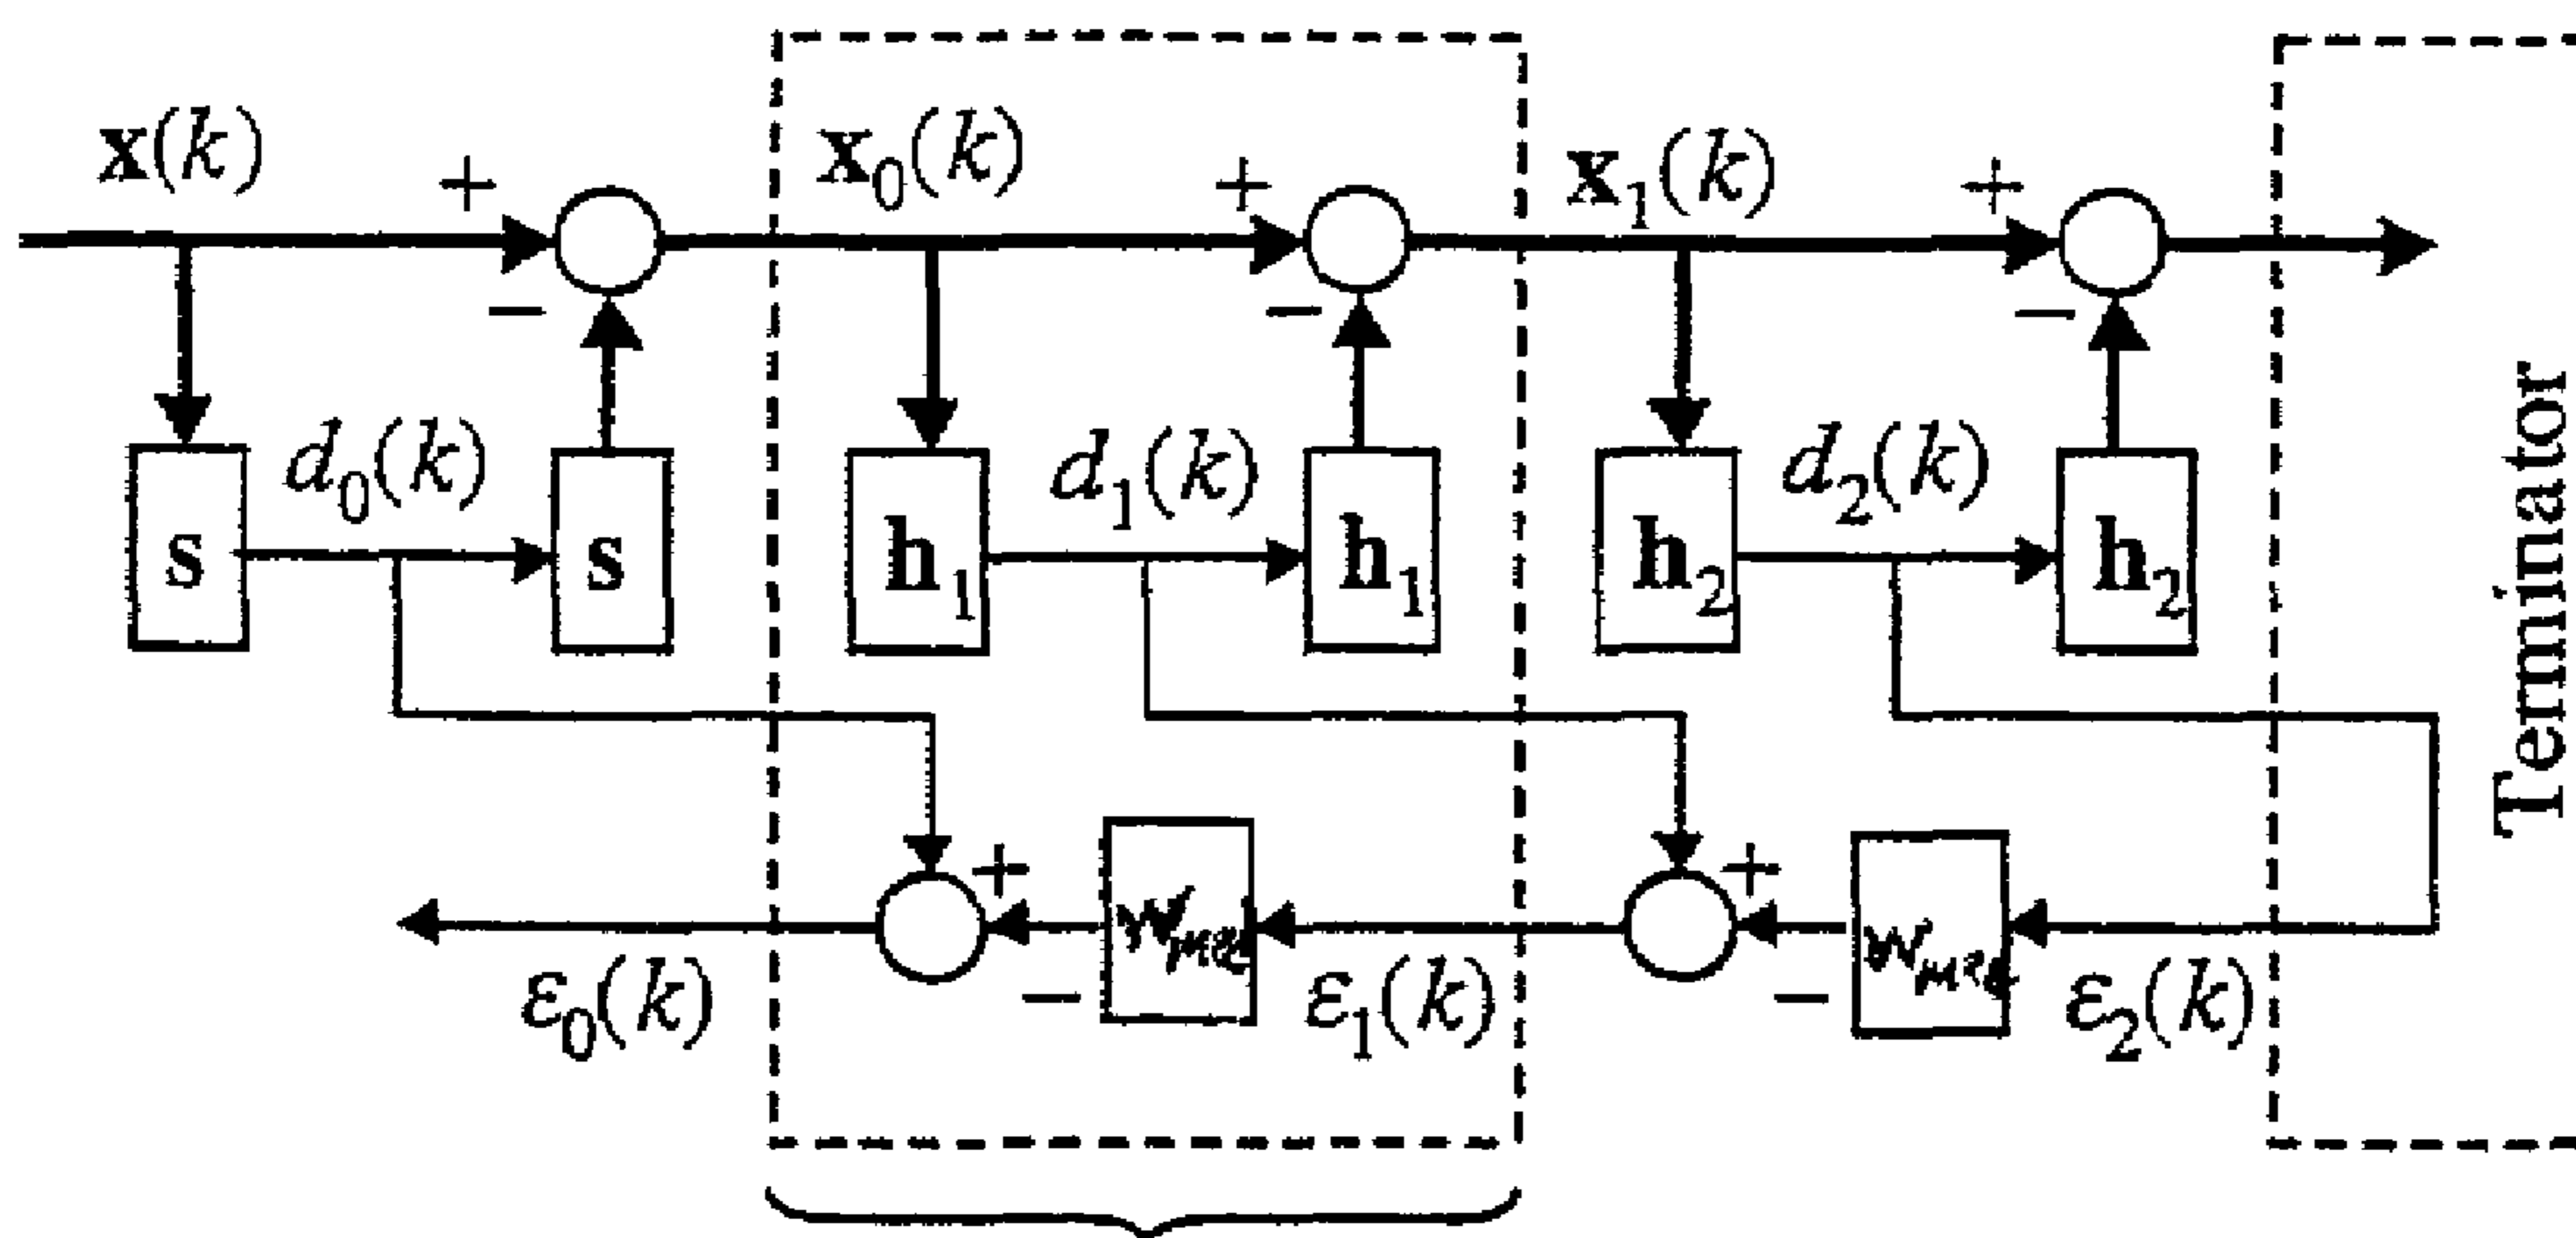 x(k)
+
x₀(k)
+
x₁(k)
+
−
−
−
s
d₀(k)
s
h₁
d₁(k)
h₁
h₂
d₂(k)
h₂
Terminator
+
+
ε₀(k)
−
ε₁(k)
−
ε₂(k)